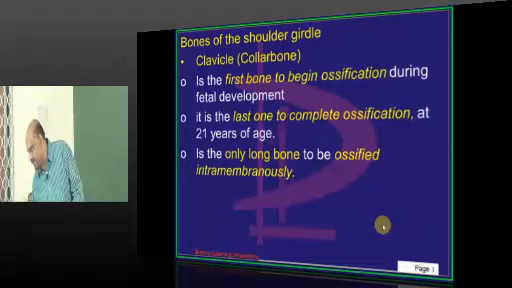 Bones of the shoulder girdle
• Clavicle (Collarbone)
o Is the first bone to begin ossification during
fetal development
o it is the last one to complete ossification, at
21 years of age.
o Is the only long bone to be ossified
intramembranously.
Page 1